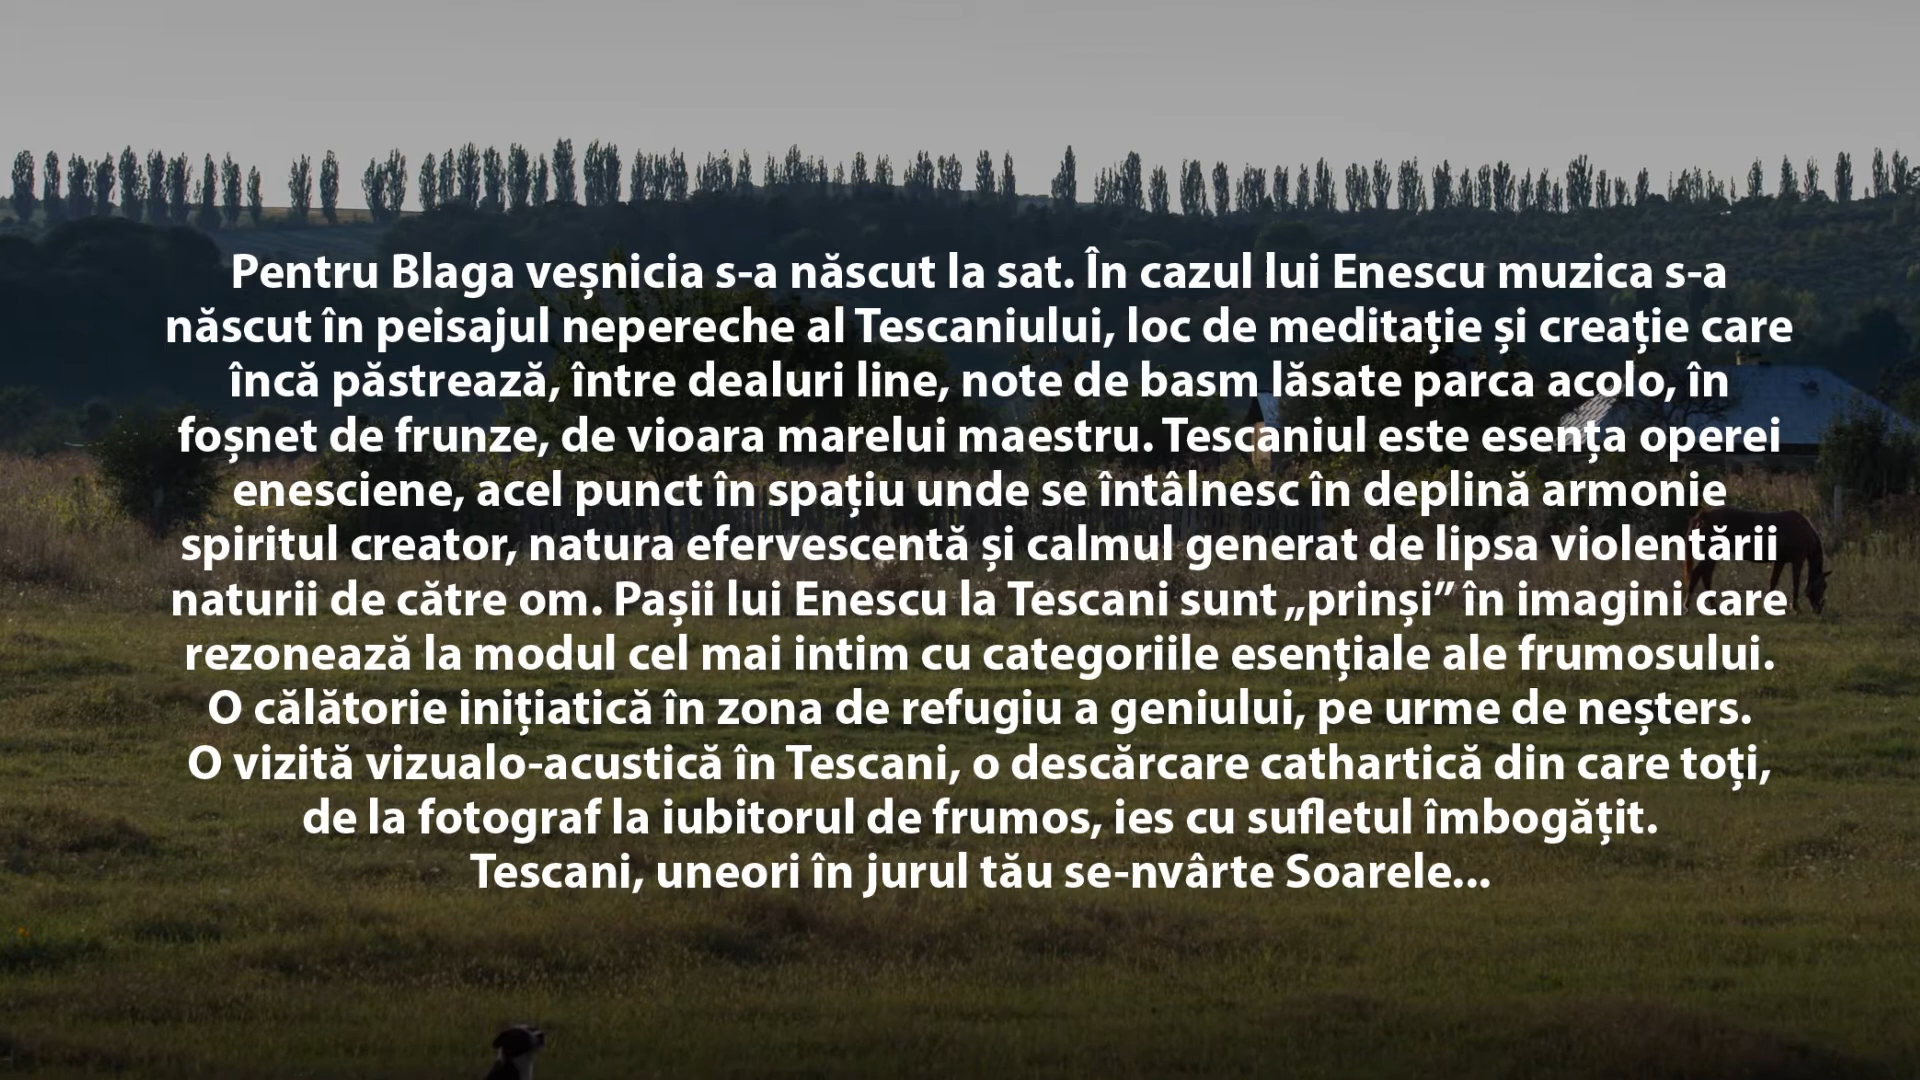 Pentru Blaga veșnicia s-a născut la sat. În cazul lui Enescu muzica s-a
născut în peisajul nepereche al Tescaniului, loc de meditație și creație care
încă păstrează, între dealuri line, note de basm lăsate parca acolo, în
foșnet de frunze, de vioara marelui maestru. Tescaniul este esența operei
enesciene, acel punct în spațiu unde se întâlnesc în deplină armonie
spiritul creator, natura efervescentă și calmul generat de lipsa violentării
naturii de către om. Pașii lui Enescu la Tescani sunt „prinși” în imagini care
rezonează la modul cel mai intim cu categoriile esențiale ale frumosului.
O călătorie inițiatică în zona de refugiu a geniului, pe urme de neșters.
O vizită vizualo-acustică în Tescani, o descărcare cathartică din care toți,
de la fotograf la iubitorul de frumos, ies cu sufletul îmbogățit.
Tescani, uneori în jurul tău se-nvârte Soarele...